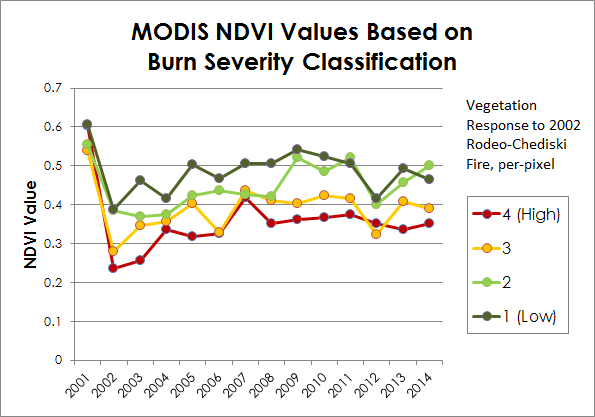 MODIS NDVI Values Based on
Burn Severity Classification
NDVI Value
0.7
0.6
0.5
0.4
0.3
0.2
0.1
0
2001
2002
2003
2004
2005
2006
2007
2008
2009
2010
2011
2012
2013
2014
Vegetation
Response to 2002
Rodeo-Chediski
Fire, per-pixel
4 (High)
3
2
1 (Low)